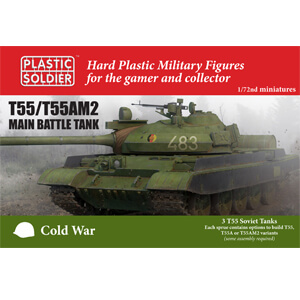 PLASTIC
SOLDIER
Hard Plastic Military Figures
for the gamer and collector
1/72nd miniatures
T55/T55AM2
MAIN BATTLE TANK
483
Cold War
3 T55 Soviet Tanks
Each sprue contains options to build T55,
T55A or T55AM2 variants
(some assembly required)